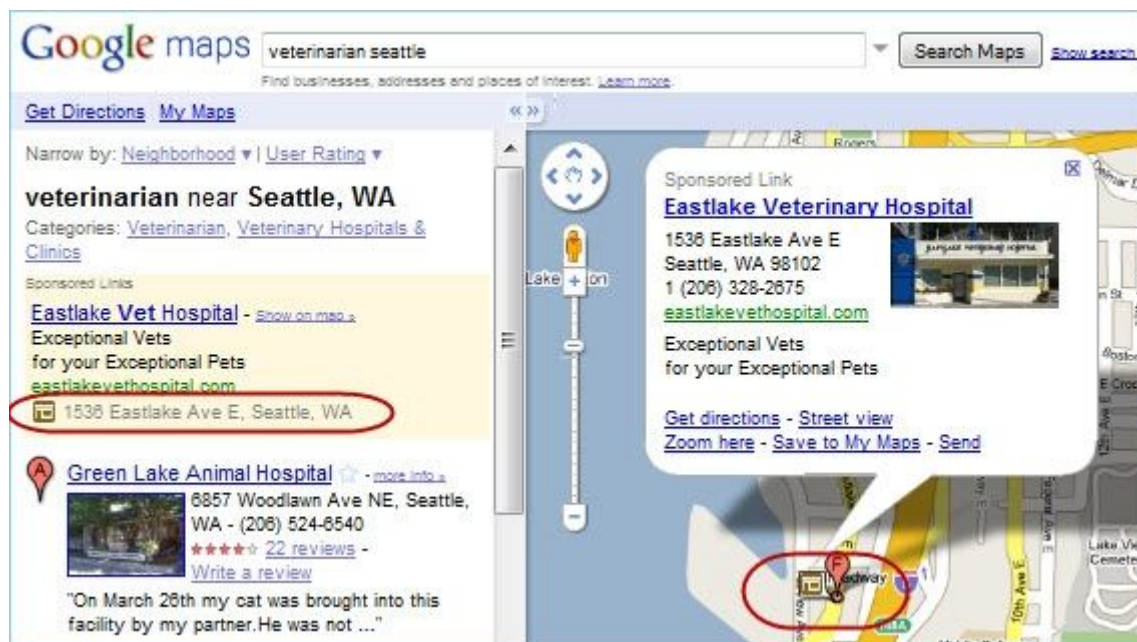 Google maps
veterinarian seattle
Search Maps
Show search
Find businesses, addresses and places of interest. Learn more.
Get Directions My Maps
« »
Narrow by: Neighborhood ▼ | User Rating ▼
veterinarian near Seattle, WA
Categories: Veterinarian, Veterinary Hospitals &
Clinics
Sponsored Links
Eastlake Vet Hospital - Show on map »
Exceptional Vets
for your Exceptional Pets
eastlakevethospital.com
1536 Eastlake Ave E, Seattle, WA
A
Green Lake Animal Hospital - more info »
6857 Woodlawn Ave NE, Seattle,
WA - (206) 524-6540
22 reviews -
Write a review
"On March 26th my cat was brought into this
facility by my partner.He was not ..."
Rogers
Sponsored Link
Eastlake Veterinary Hospital
1536 Eastlake Ave E
Seattle, WA 98102
1 (206) 328-2675
eastlakevethospital.com
Exceptional Vets
for your Exceptional Pets
Get directions - Street view
Zoom here - Save to My Maps - Send
Lake
12th Ave E
10th Ave E
F